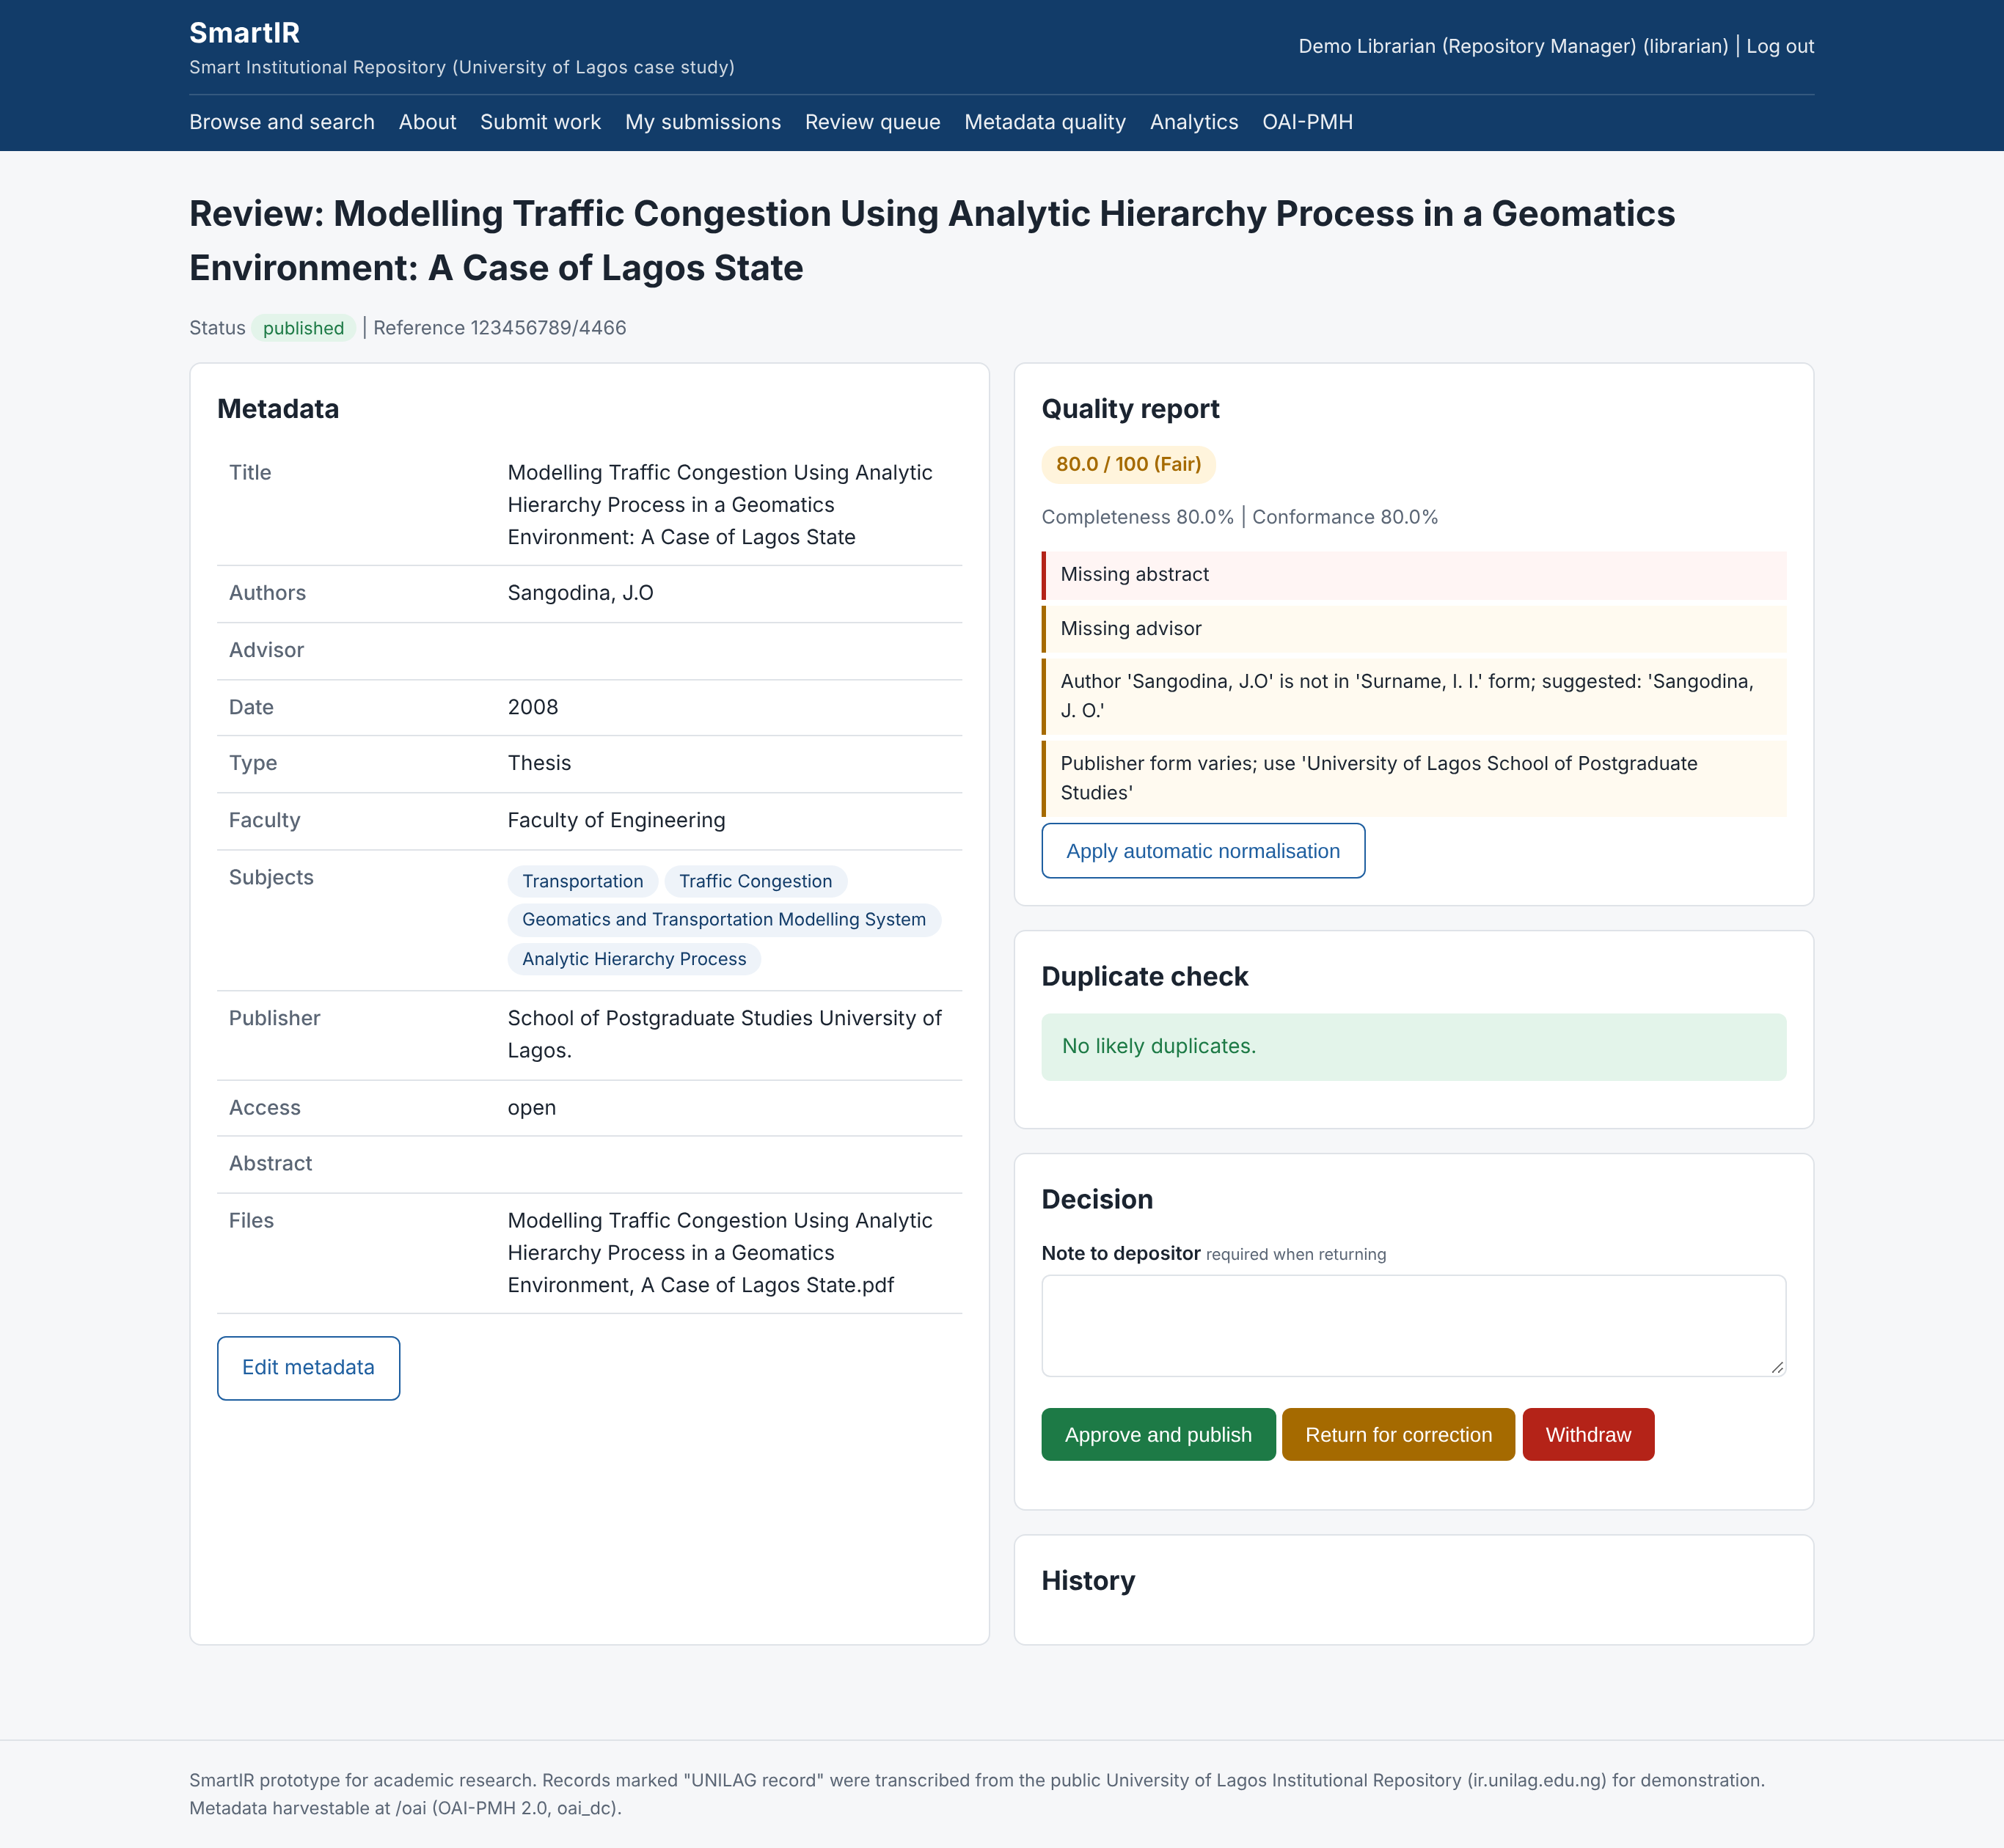 SmartIR
Smart Institutional Repository (University of Lagos case study)
Demo Librarian (Repository Manager) (librarian) | Log out
Browse and search About Submit work My submissions Review queue Metadata quality Analytics OAI-PMH
Review: Modelling Traffic Congestion Using Analytic Hierarchy Process in a Geomatics
Environment: A Case of Lagos State
Status published | Reference 123456789/4466
Metadata
Title
Modelling Traffic Congestion Using Analytic
Hierarchy Process in a Geomatics
Environment: A Case of Lagos State
Authors
Sangodina, J.O
Advisor
Date
2008
Type
Thesis
Faculty
Faculty of Engineering
Subjects
Transportation Traffic Congestion
Geomatics and Transportation Modelling System
Analytic Hierarchy Process
Publisher
School of Postgraduate Studies University of
Lagos.
Access
open
Abstract
Files
Modelling Traffic Congestion Using Analytic
Hierarchy Process in a Geomatics
Environment, A Case of Lagos State.pdf
Edit metadata
Quality report
80.0 / 100 (Fair)
Completeness 80.0% | Conformance 80.0%
Missing abstract
Missing advisor
Author 'Sangodina, J.O' is not in 'Surname, I. I.' form; suggested: 'Sangodina,
J. O.'
Publisher form varies; use 'University of Lagos School of Postgraduate
Studies'
Apply automatic normalisation
Duplicate check
No likely duplicates.
Decision
Note to depositor required when returning
Approve and publish Return for correction Withdraw
History
SmartIR prototype for academic research. Records marked "UNILAG record" were transcribed from the public University of Lagos Institutional Repository (ir.unilag.edu.ng) for demonstration.
Metadata harvestable at /oai (OAI-PMH 2.0, oai_dc).